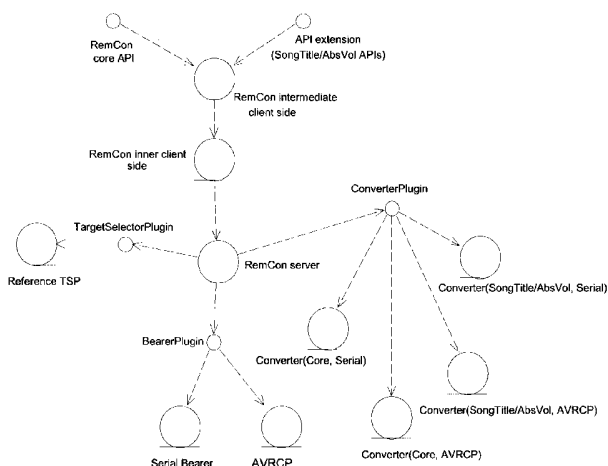 RemCon
core API
API extension
(SongTitle/AbsVol APIs)
RemCon intermediate
client side
RemCon inner client
side
ConverterPlugin
TargetSelectorPlugin
Reference TSP
RemCon server
Converter(SongTitle/AbsVol, Serial)
BearerPlugin
Converter(Core, Serial)
Converter(SongTitle/AbsVol, AVRCP)
Converter(Core, AVRCP)
Serial Bearer
AVRCP